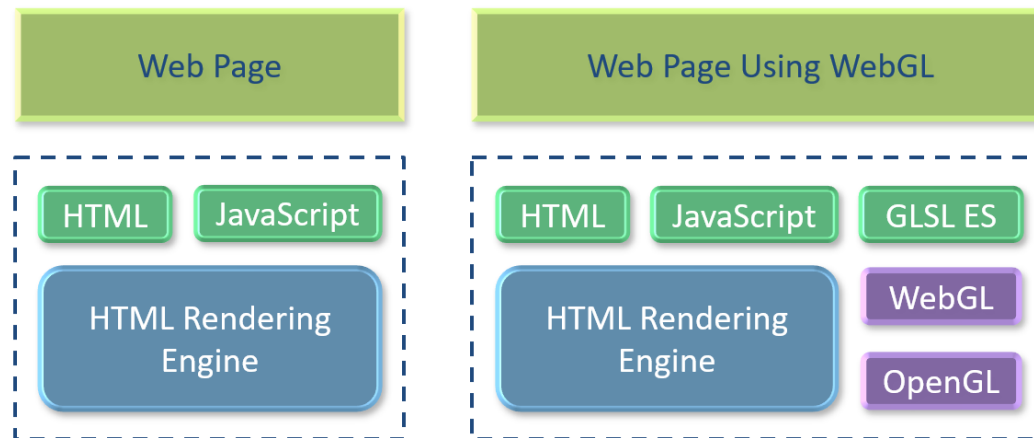 Web Page
Web Page Using WebGL
HTML
JavaScript
HTML
JavaScript
GLSL ES
HTML Rendering
Engine
HTML Rendering
Engine
WebGL
OpenGL